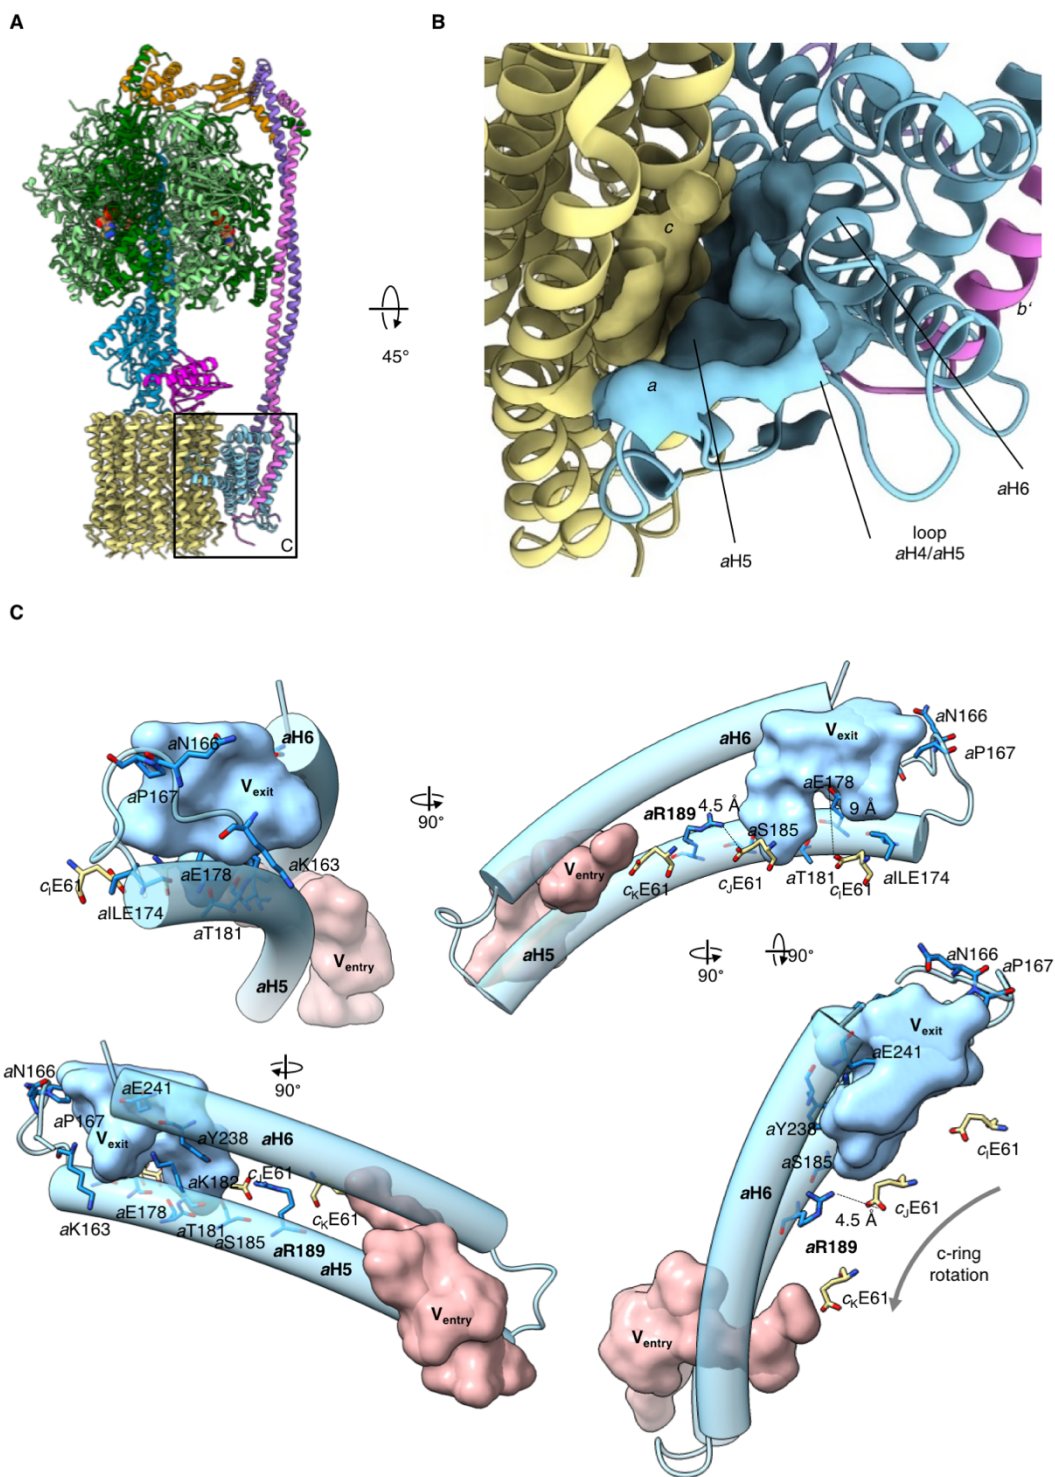 A
B
45°
C
c
a
b'
aH6
loop
aH4/aH5
aH5
C
aH6
aN166
Vexit
aP167
aK163
cIE61
aE178
aILE174
aT181
Ventry
aH5
90°
aN166
Vexit
aH6
aP167
aE178
aR189
4.5 Å
9 Å
aS185
Ventry
cKE61
cJE61
aT181
cIE61
aILE174
aH5
90°
90°
aN166
aP167
Vexit
aE241
aY238
cIE61
aS185
aH6
cJE61
4.5 Å
aR189
c-ring
rotation
cKE61
Ventry
90°
aN166
aE241
aP167
Vexit
aY238
aH6
aK182
cJE61
cKE61
aE178
aK163
aT181
aS185
aR189
aH5
Ventry